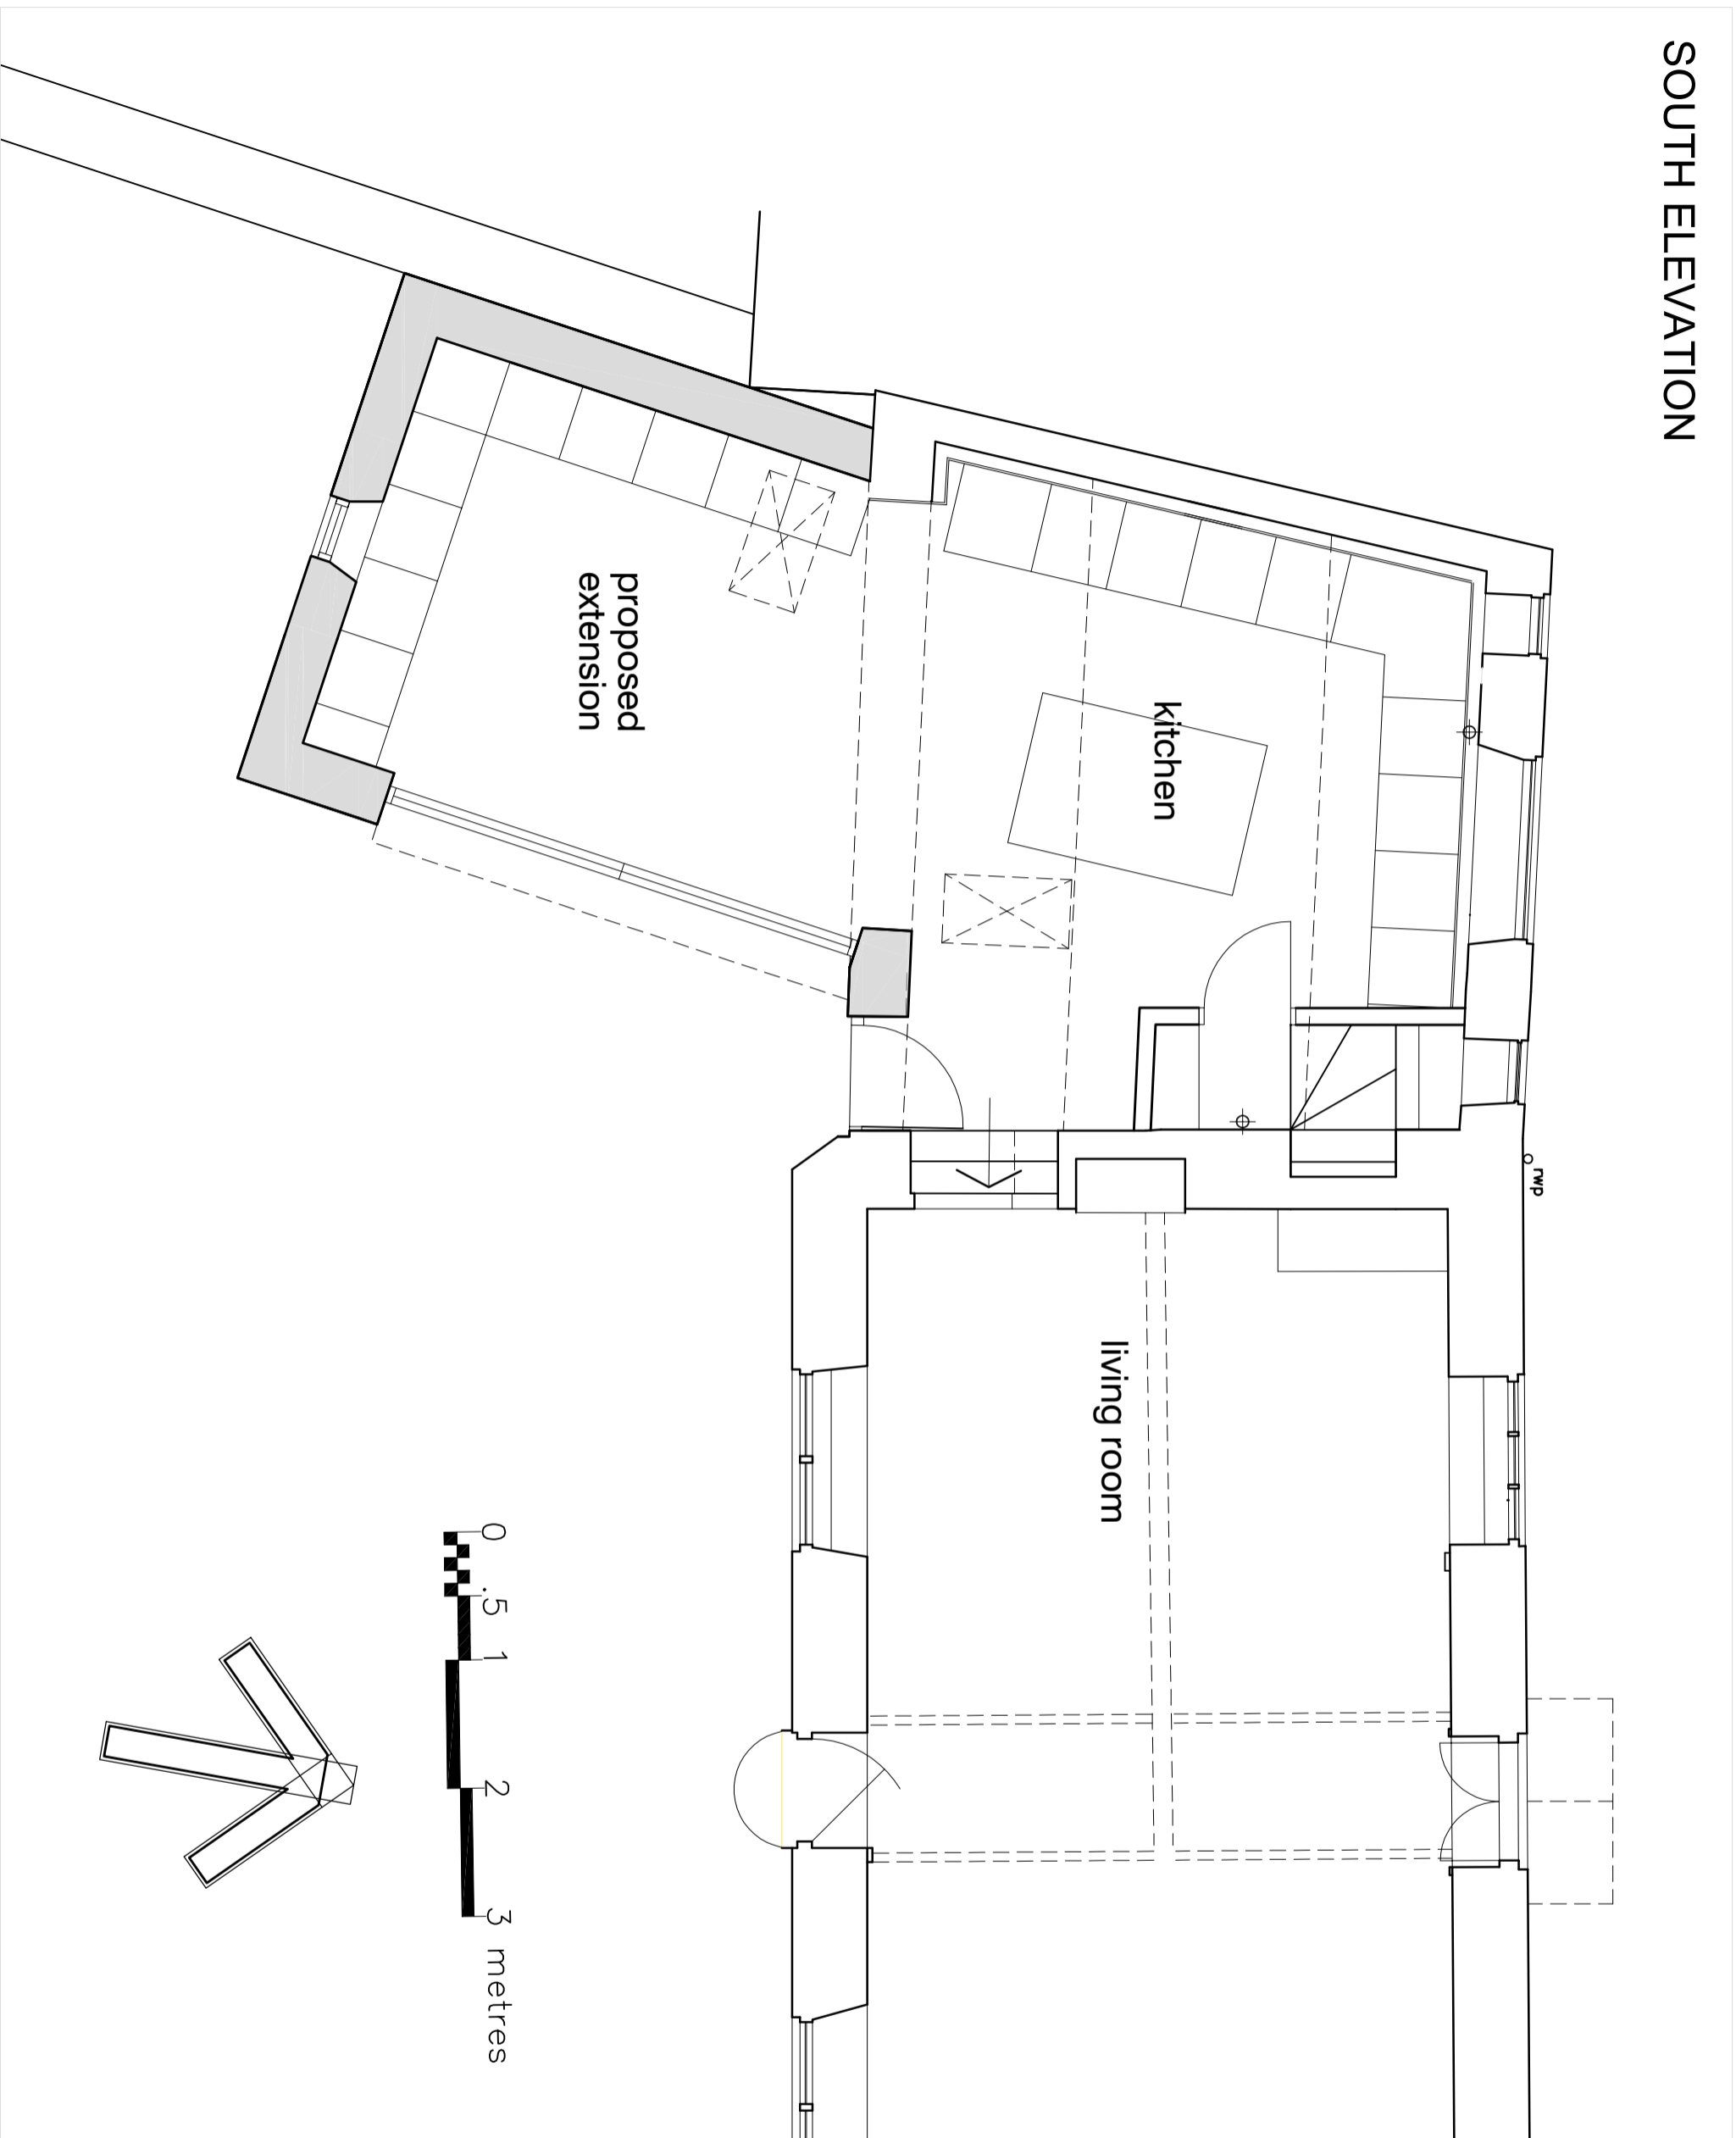 SOUTH ELEVATION
rwp
kitchen
proposed
extension
living room
0 .5 1 2 3 metres